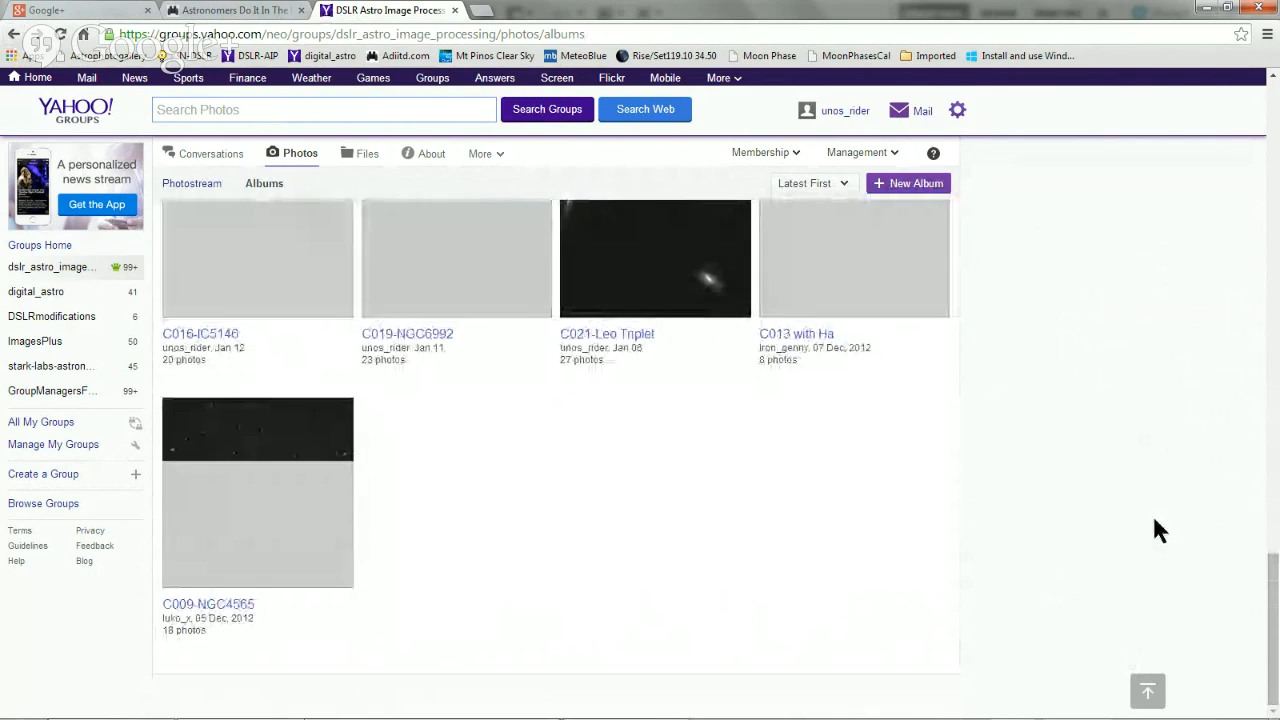 Google+
Astronomers Do It In The
DSLR Astro Image Process
https://groups.yahoo.com/neo/groups/dslr_astro_image_processing/photos/albums
Google+
DSLR-AIP
digital_astro
Adiitd.com
Mt Pinos Clear Sky
MeteoBlue
Rise/Set119.10 34.50
Moon Phase
MoonPhasesCal
Imported
Install and use Wind...
Home Mail News Sports Finance Weather Games Groups Answers Screen Flickr Mobile More
YAHOO! GROUPS
Search Photos
Search Groups
Search Web
unos_rider
Mail
A personalized
news stream
Get the App
Conversations Photos Files About More
Membership Management
Photostream Albums
Latest First
+ New Album
Groups Home
dslr_astro_image... 99+
digital_astro 41
DSLRmodifications 6
ImagesPlus 50
stark-labs-astron... 45
GroupManagersF... 99+
All My Groups
Manage My Groups
Create a Group +
Browse Groups
Terms Privacy
Guidelines Feedback
Help Blog
C016-IC5146
unos_rider, Jan 12
20 photos
C019-NGC6992
unos_rider, Jan 11
23 photos
C021-Leo Triplet
unos_rider, Jan 08
27 photos
C013 with Ha
iron_genny, 07 Dec, 2012
8 photos
C009-NGC4565
luko_x, 05 Dec, 2012
18 photos